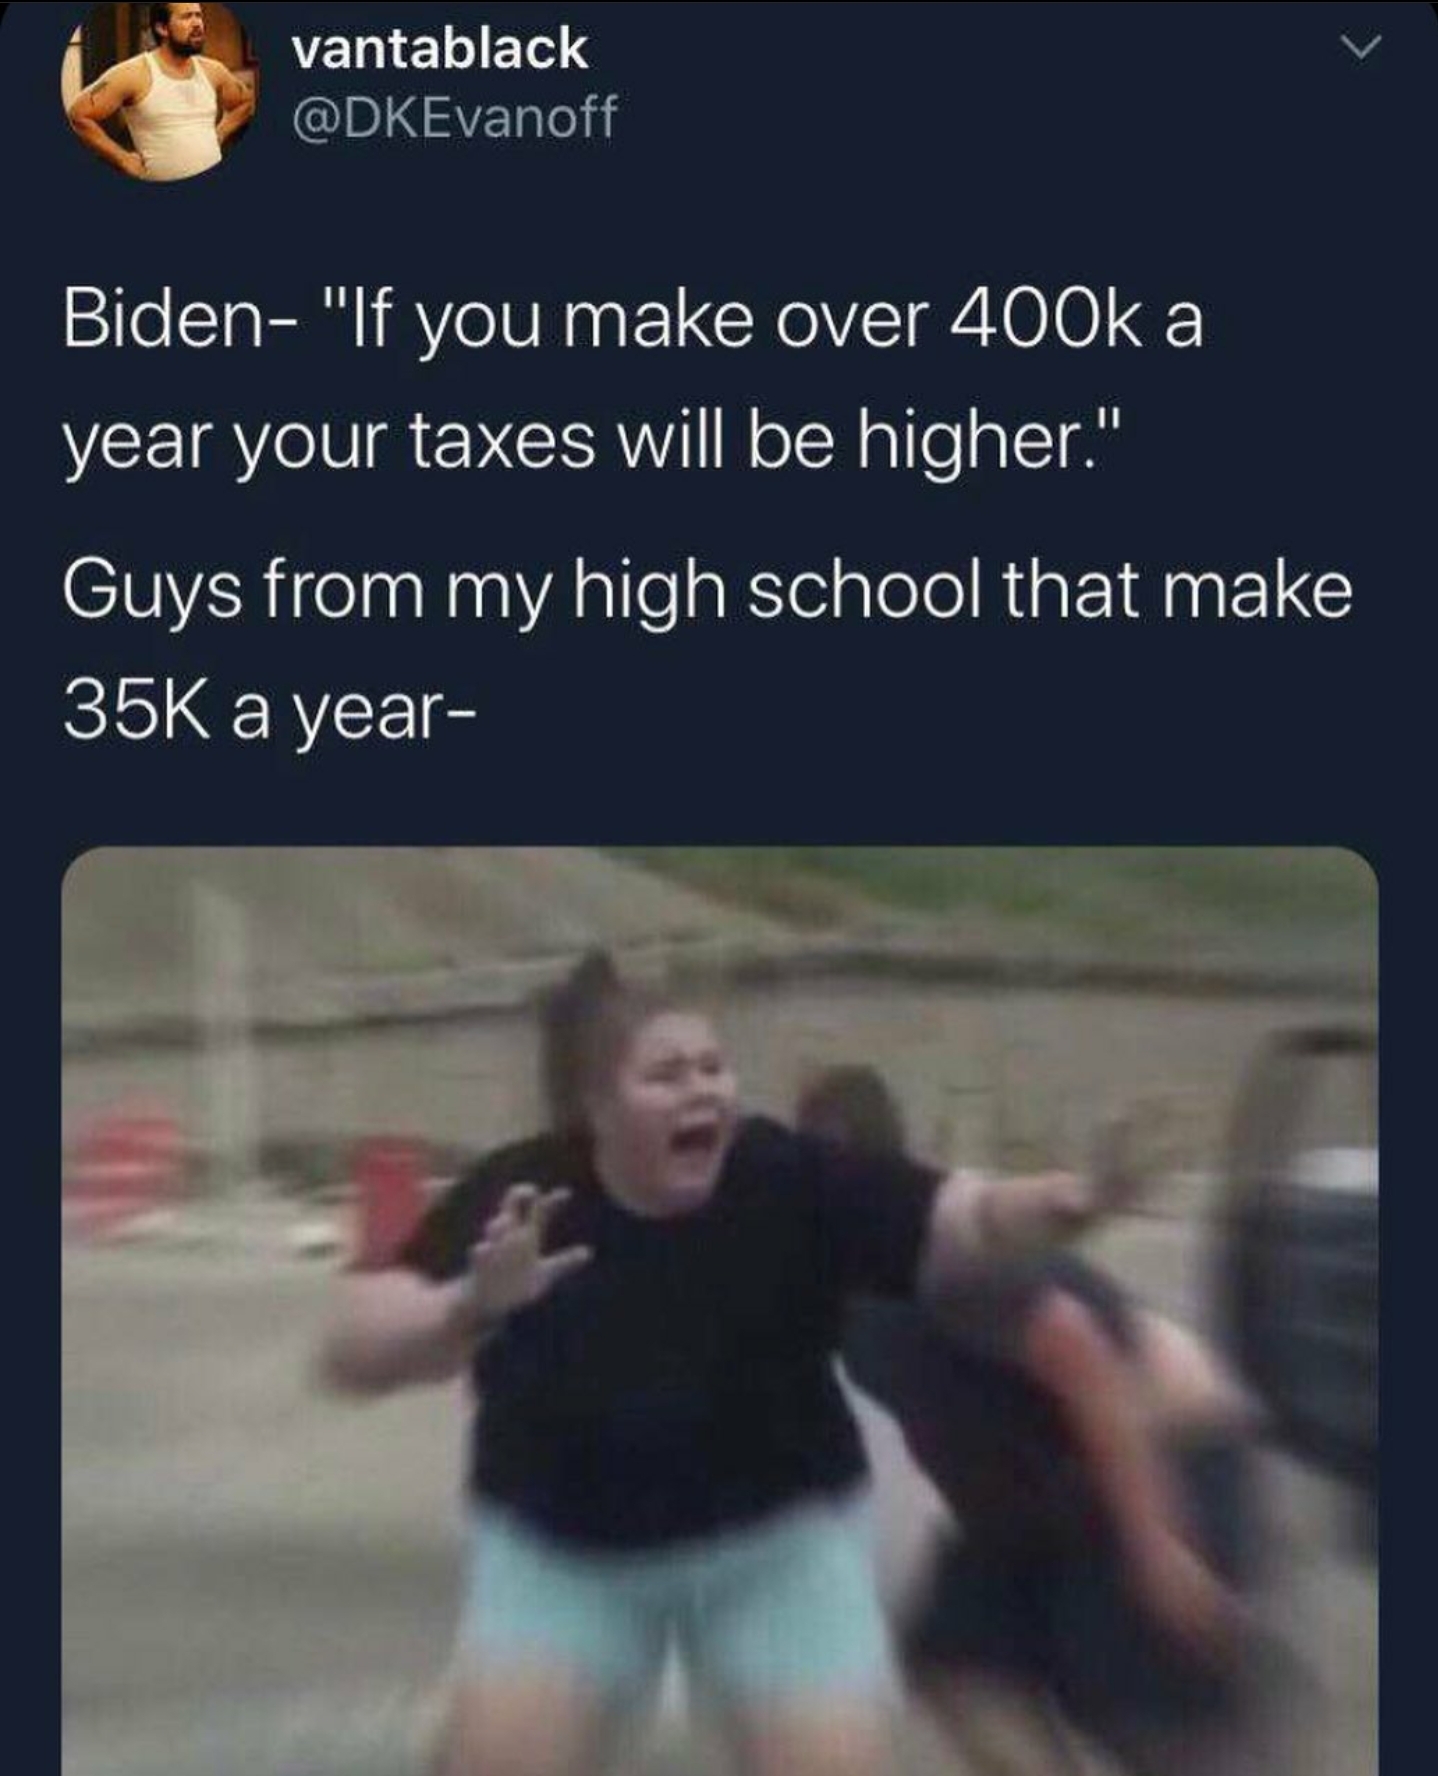 vantablack
@DKEvanoff
Biden- "If you make over 400k a
year your taxes will be higher."
Guys from my high school that make
35K a year-